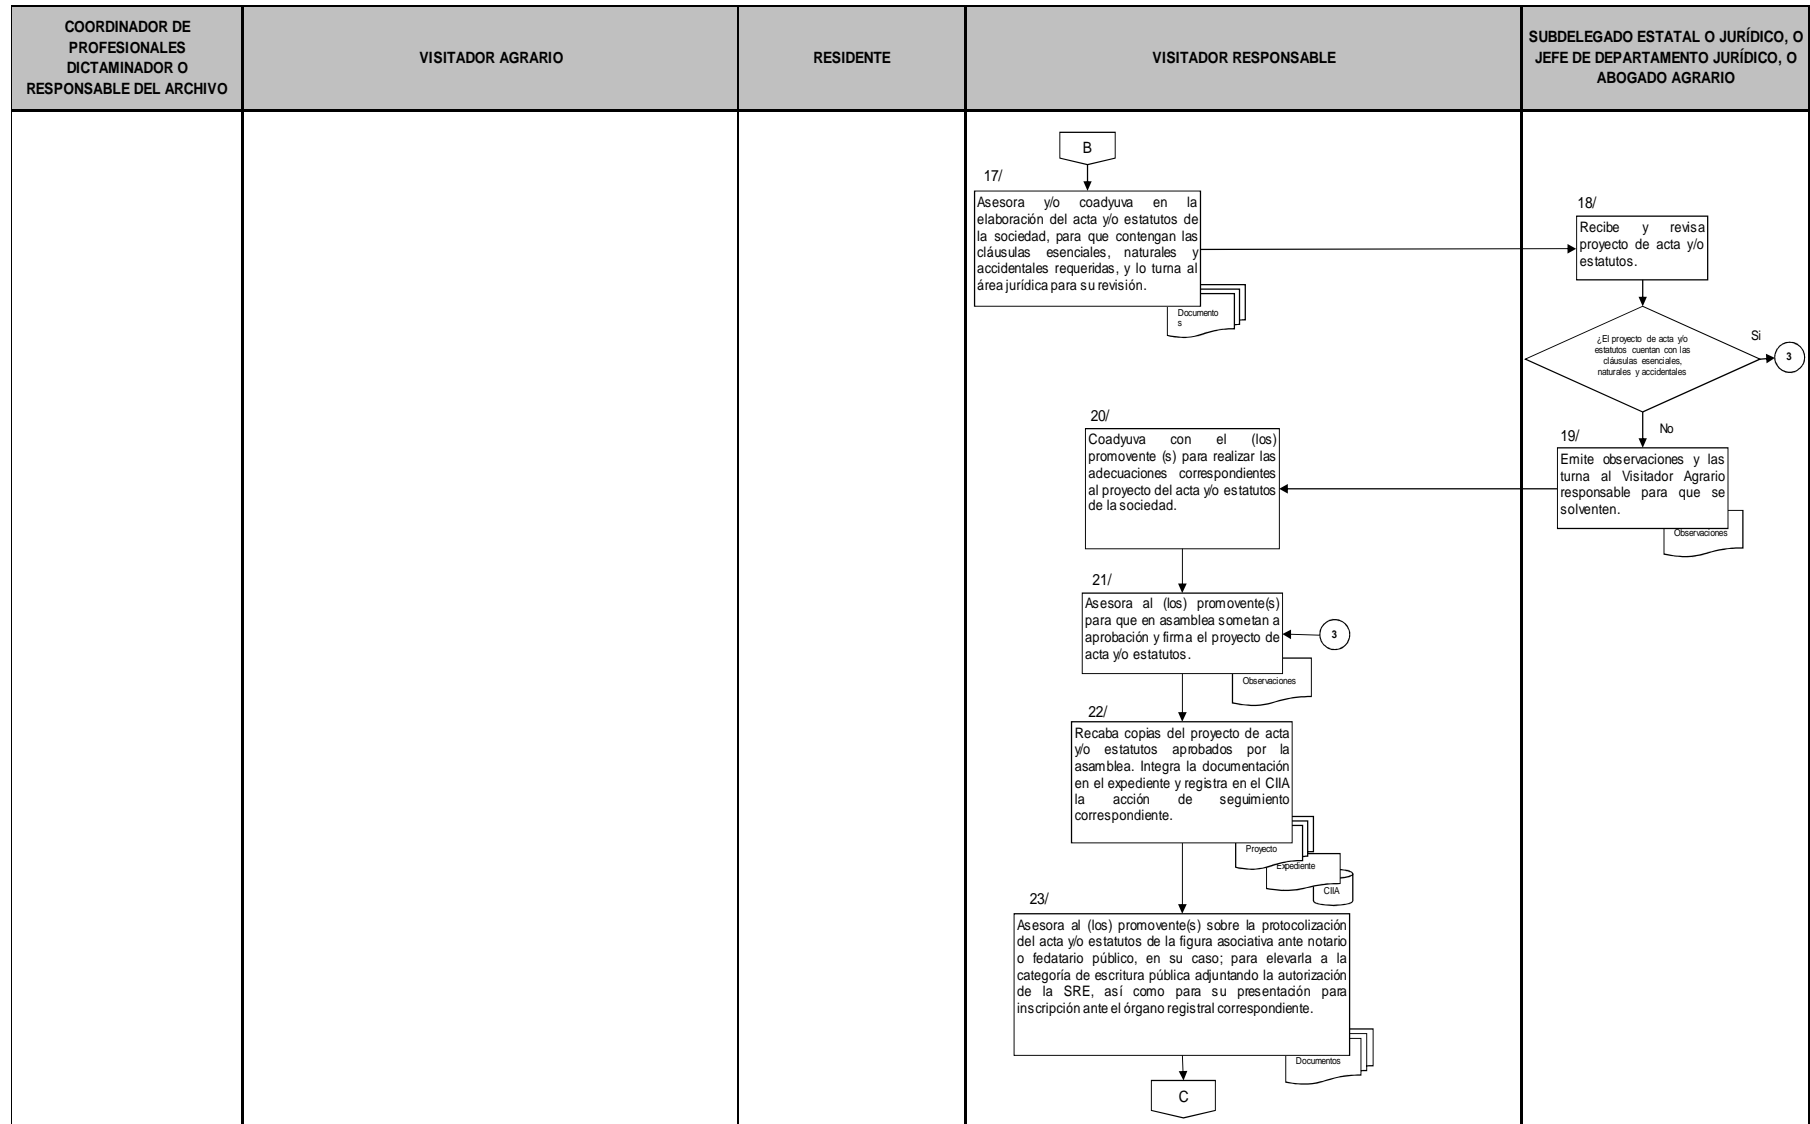 COORDINADOR DE
PROFESIONALES
DICTAMINADOR O
RESPONSABLE DEL ARCHIVO
VISITADOR AGRARIO
RESIDENTE
VISITADOR RESPONSABLE
SUBDELEGADO ESTATAL O JURÍDICO, O
JEFE DE DEPARTAMENTO JURÍDICO, O
ABOGADO AGRARIO
B
17/
Asesora y/o coadyuva en la
elaboración del acta y/o estatutos de
la sociedad, para que contengan las
cláusulas esenciales, naturales y
accidentales requeridas, y lo turna al
área jurídica para su revisión.
Documento
s
18/
Recibe y revisa
proyecto de acta y/o
estatutos.
¿El proyecto de acta y/o
estatutos cuentan con las
cláusulas esenciales,
naturales y accidentales
Si
3
No
19/
Emite observaciones y las
turna al Visitador Agrario
responsable para que se
solventen.
Observaciones
20/
Coadyuva con el (los)
promovente (s) para realizar las
adecuaciones correspondientes
al proyecto del acta y/o estatutos
de la sociedad.
21/
Asesora al (los) promovente(s)
para que en asamblea sometan a
aprobación y firma el proyecto de
acta y/o estatutos.
3
Observaciones
22/
Recaba copias del proyecto de acta
y/o estatutos aprobados por la
asamblea. Integra la documentación
en el expediente y registra en el CIIA
la acción de seguimiento
correspondiente.
Proyecto
Expediente
CIIA
23/
Asesora al (los) promovente(s) sobre la protocolización
del acta y/o estatutos de la figura asociativa ante notario
o fedatario público, en su caso; para elevarla a la
categoría de escritura pública adjuntando la autorización
de la SRE, así como para su presentación para
inscripción ante el órgano registral correspondiente.
Documentos
C